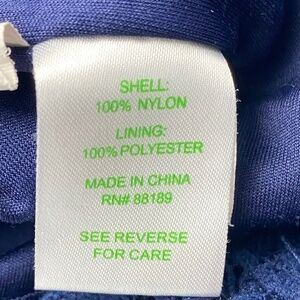 SHELL:
100% NYLON
LINING:
100% POLYESTER
MADE IN CHINA
RN# 88189
SEE REVERSE
FOR CARE